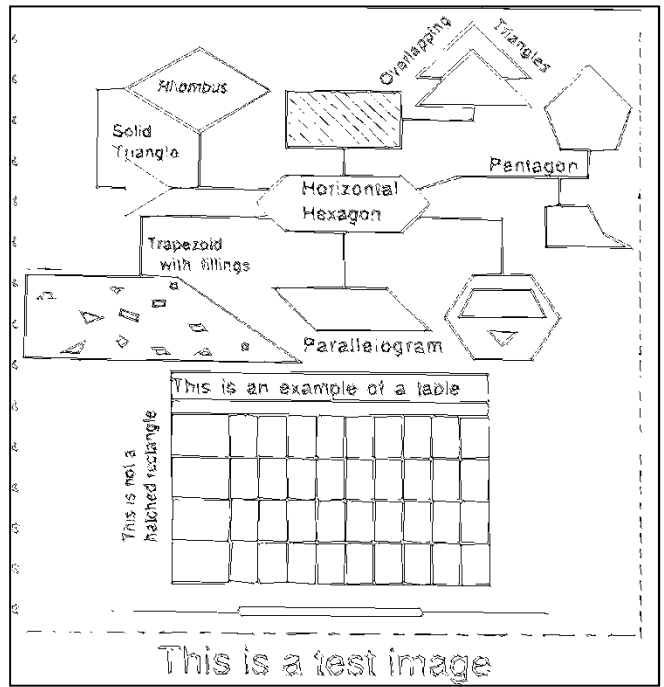 Overlapping
Triangles
Rhombus
Solid
Triangle
Pentagon
Horizontal
Hexagon
Trapezoid
with fillings
Parallelogram
This is an example of a table
This is not a
hatched rectangle
This is a test image